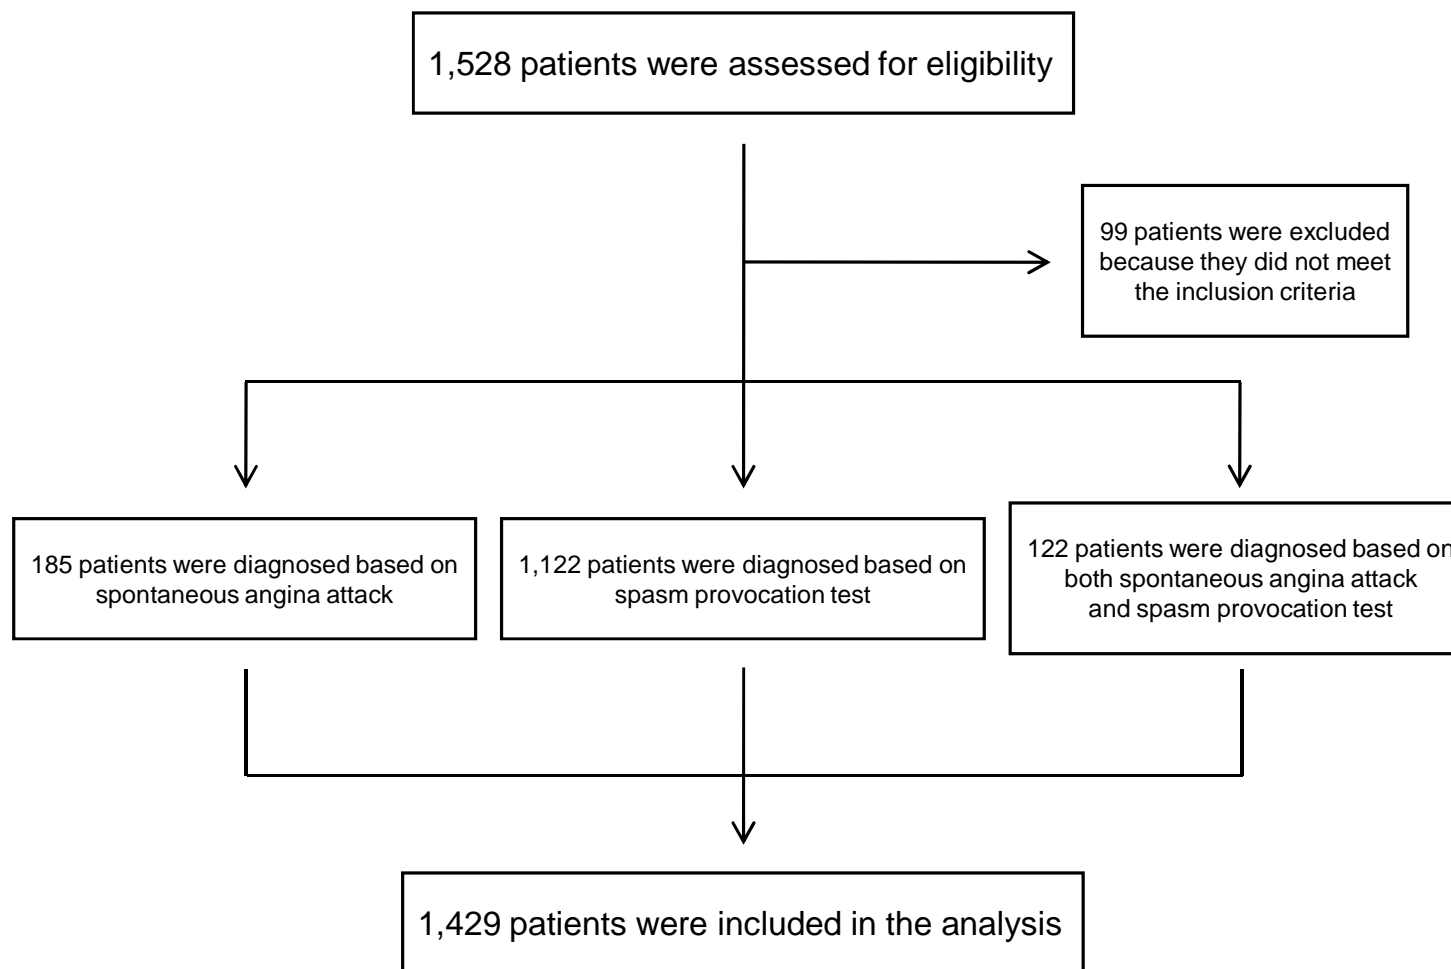 1,528 patients were assessed for eligibility
99 patients were excluded
because they did not meet
the inclusion criteria
185 patients were diagnosed based on
spontaneous angina attack
1,122 patients were diagnosed based on
spasm provocation test
122 patients were diagnosed based on
both spontaneous angina attack
and spasm provocation test
1,429 patients were included in the analysis